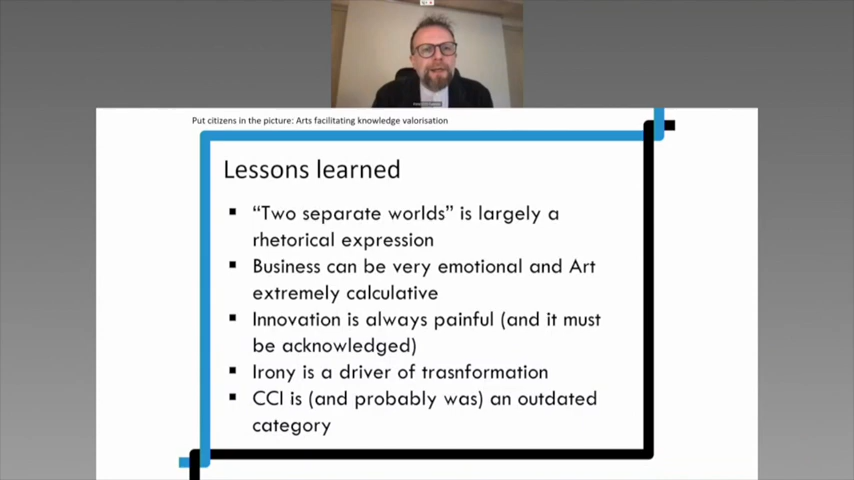 Put citizens in the picture: Arts facilitating knowledge valorisation
Lessons learned
▪ “Two separate worlds” is largely a
rhetorical expression
▪ Business can be very emotional and Art
extremely calculative
▪ Innovation is always painful (and it must
be acknowledged)
▪ Irony is a driver of trasnformation
▪ CCI is (and probably was) an outdated
category